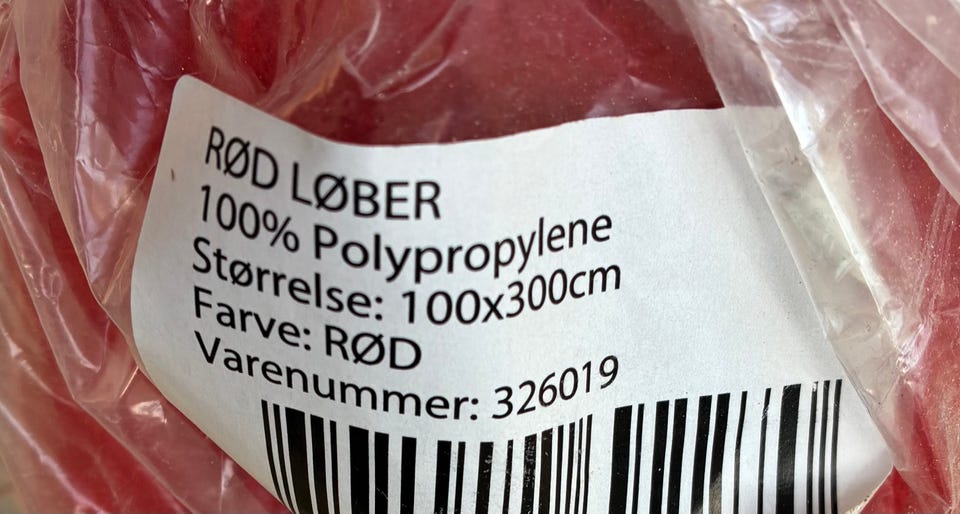 RØD LØBER
100% Polypropylene
Størrelse: 100x300cm
Farve: RØD
Varenummer: 326019